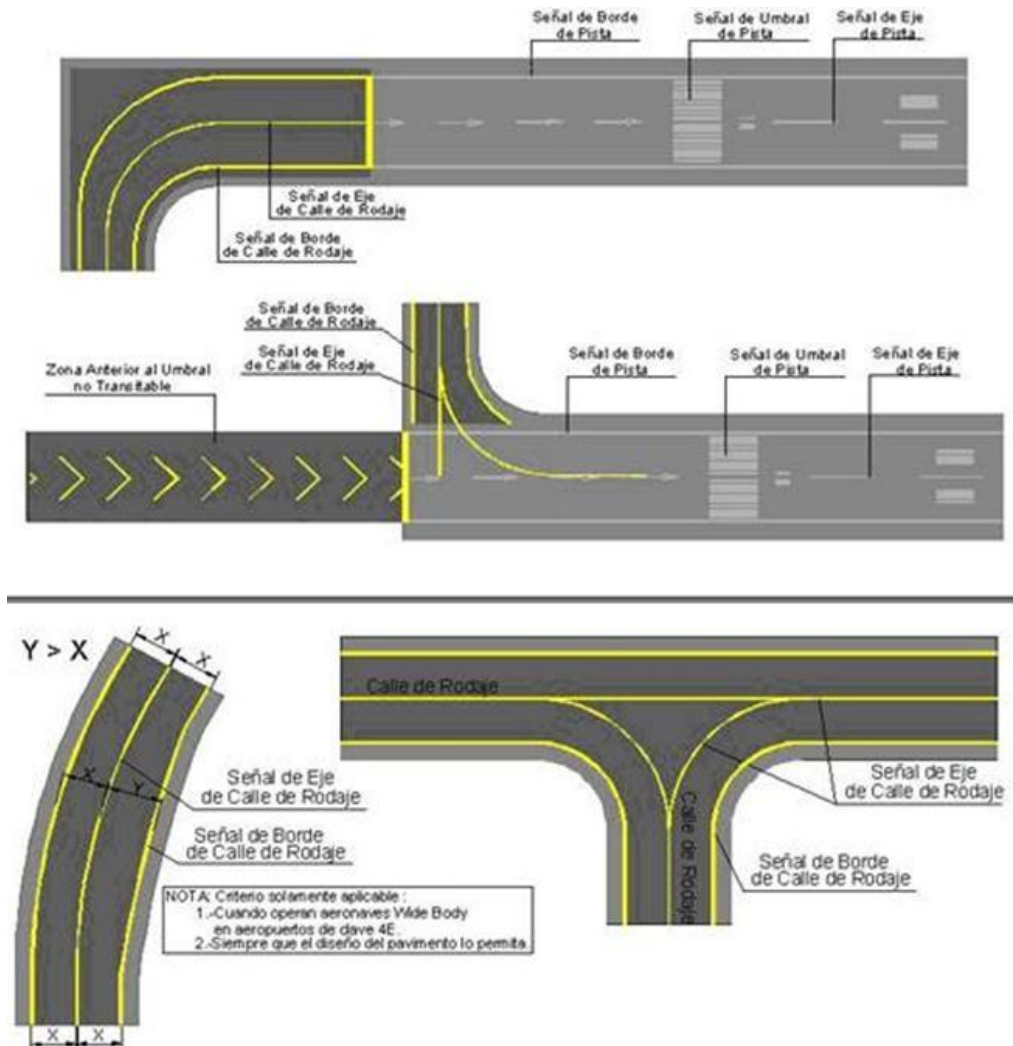 Señal de Borde
de Pista
Señal de Umbral
de Pista
Señal de Eje
de Pista
Señal de Eje
de Calle de Rodaje
Señal de Borde
de Calle de Rodaje
Señal de Borde
de Calle de Rodaje
Señal de Eje
de Calle de Rodaje
Zona Anterior al Umbral
no Transitable
Señal de Borde
de Pista
Señal de Umbral
de Pista
Señal de Eje
de Pista
Y > X
X
X
X
Y
Señal de Eje
de Calle de Rodaje
Señal de Borde
de Calle de Rodaje
NOTA: Criterio solamente aplicable :
1.-Cuando operan aeronaves Wide Body
en aeropuertos de clave 4E.
2.-Siempre que el diseño del pavimento lo permita.
X
X
Calle de Rodaje
Calle de Rodaje
Señal de Eje
de Calle de Rodaje
Señal de Borde
de Calle de Rodaje